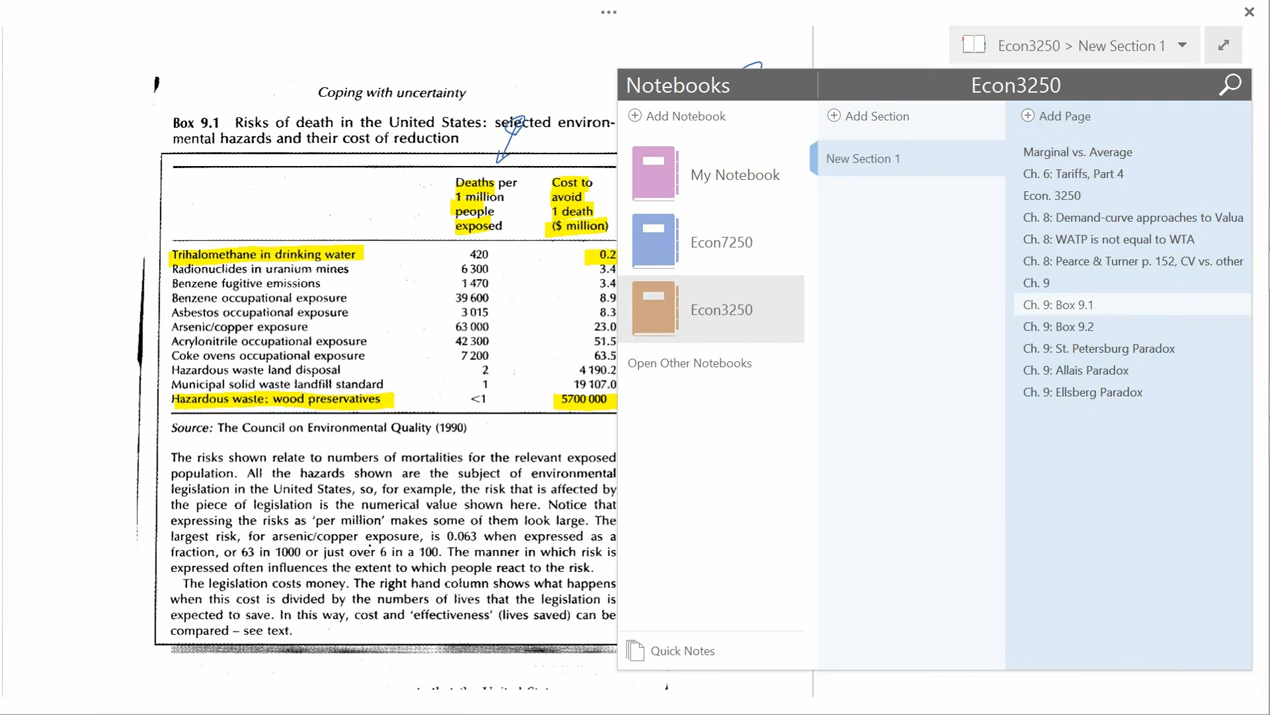 Econ3250 > New Section 1
Coping with uncertainty
Box 9.1 Risks of death in the United States: selected environ-
mental hazards and their cost of reduction
Deaths per
1 million
people
exposed
Cost to
avoid
1 death
($ million)
Trihalomethane in drinking water 420 0.2
Radionuclides in uranium mines 6 300 3.4
Benzene fugitive emissions 1 470 3.4
Benzene occupational exposure 39 600 8.9
Asbestos occupational exposure 3 015 8.3
Arsenic/copper exposure 63 000 23.0
Acrylonitrile occupational exposure 42 300 51.5
Coke ovens occupational exposure 7 200 63.5
Hazardous waste land disposal 2 4 190.2
Municipal solid waste landfill standard 1 19 107.0
Hazardous waste: wood preservatives <1 5700 000
Source: The Council on Environmental Quality (1990)
The risks shown relate to numbers of mortalities for the relevant exposed
population. All the hazards shown are the subject of environmental
legislation in the United States, so, for example, the risk that is affected by
the piece of legislation is the numerical value shown here. Notice that
expressing the risks as 'per million' makes some of them look large. The
largest risk, for arsenic/copper exposure, is 0.063 when expressed as a
fraction, or 63 in 1000 or just over 6 in a 100. The manner in which risk is
expressed often influences the extent to which people react to the risk.
The legislation costs money. The right hand column shows what happens
when this cost is divided by the numbers of lives that the legislation is
expected to save. In this way, cost and 'effectiveness' (lives saved) can be
compared – see text.
Notebooks
Add Notebook
My Notebook
Econ7250
Econ3250
Open Other Notebooks
Quick Notes
Econ3250
Add Section
New Section 1
Add Page
Marginal vs. Average
Ch. 6: Tariffs, Part 4
Econ. 3250
Ch. 8: Demand-curve approaches to Valua
Ch. 8: WATP is not equal to WTA
Ch. 8: Pearce & Turner p. 152, CV vs. other
Ch. 9
Ch. 9: Box 9.1
Ch. 9: Box 9.2
Ch. 9: St. Petersburg Paradox
Ch. 9: Allais Paradox
Ch. 9: Ellsberg Paradox